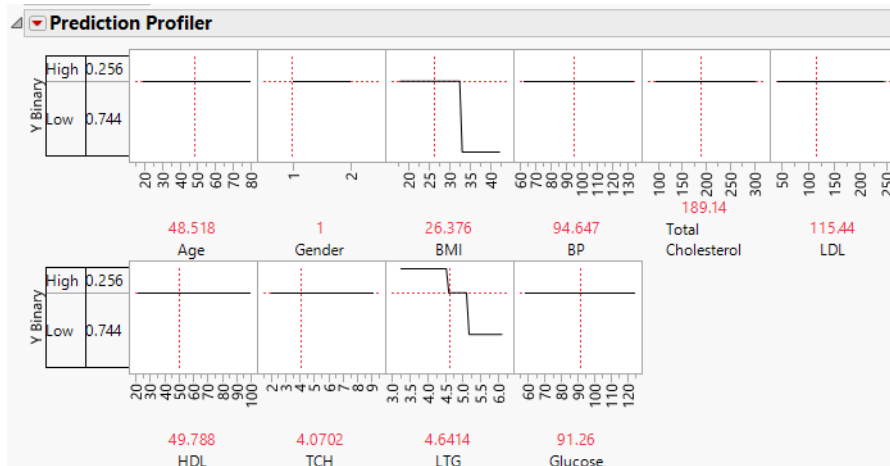 Prediction Profiler
Y Binary
High 0.256
Low 0.744
20 30 40 50 60 70 80
1 2
20 25 30 35 40
60 70 80 90 100 110 120 130
100 150 200 250 300
50 100 150 200 250
48.518 1 26.376 94.647 189.14 115.44
Age Gender BMI BP Total Cholesterol LDL
Y Binary
High 0.256
Low 0.744
20 30 40 50 60 70 80 90 100
2 3 4 5 6 7 8 9
3.0 3.5 4.0 4.5 5.0 5.5 6.0
60 70 80 90 100 120
49.788 4.0702 4.6414 91.26
HDL TCH LTG Glucose